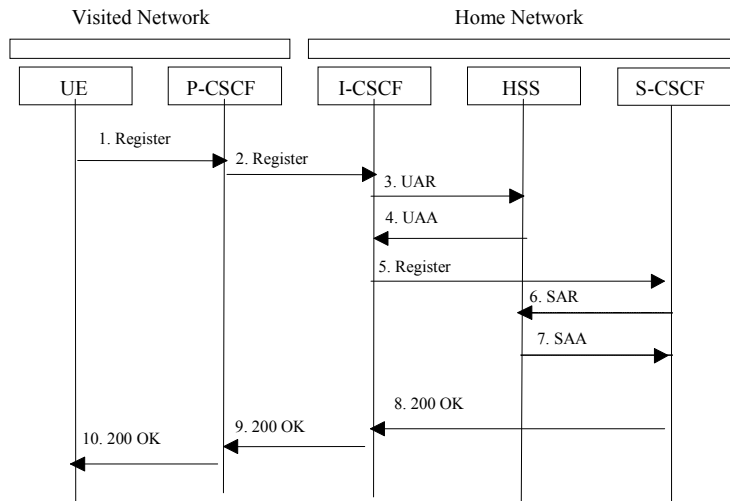 Visited Network
Home Network
UE
P-CSCF
I-CSCF
HSS
S-CSCF
1. Register
2. Register
3. UAR
4. UAA
5. Register
6. SAR
7. SAA
8. 200 OK
9. 200 OK
10. 200 OK